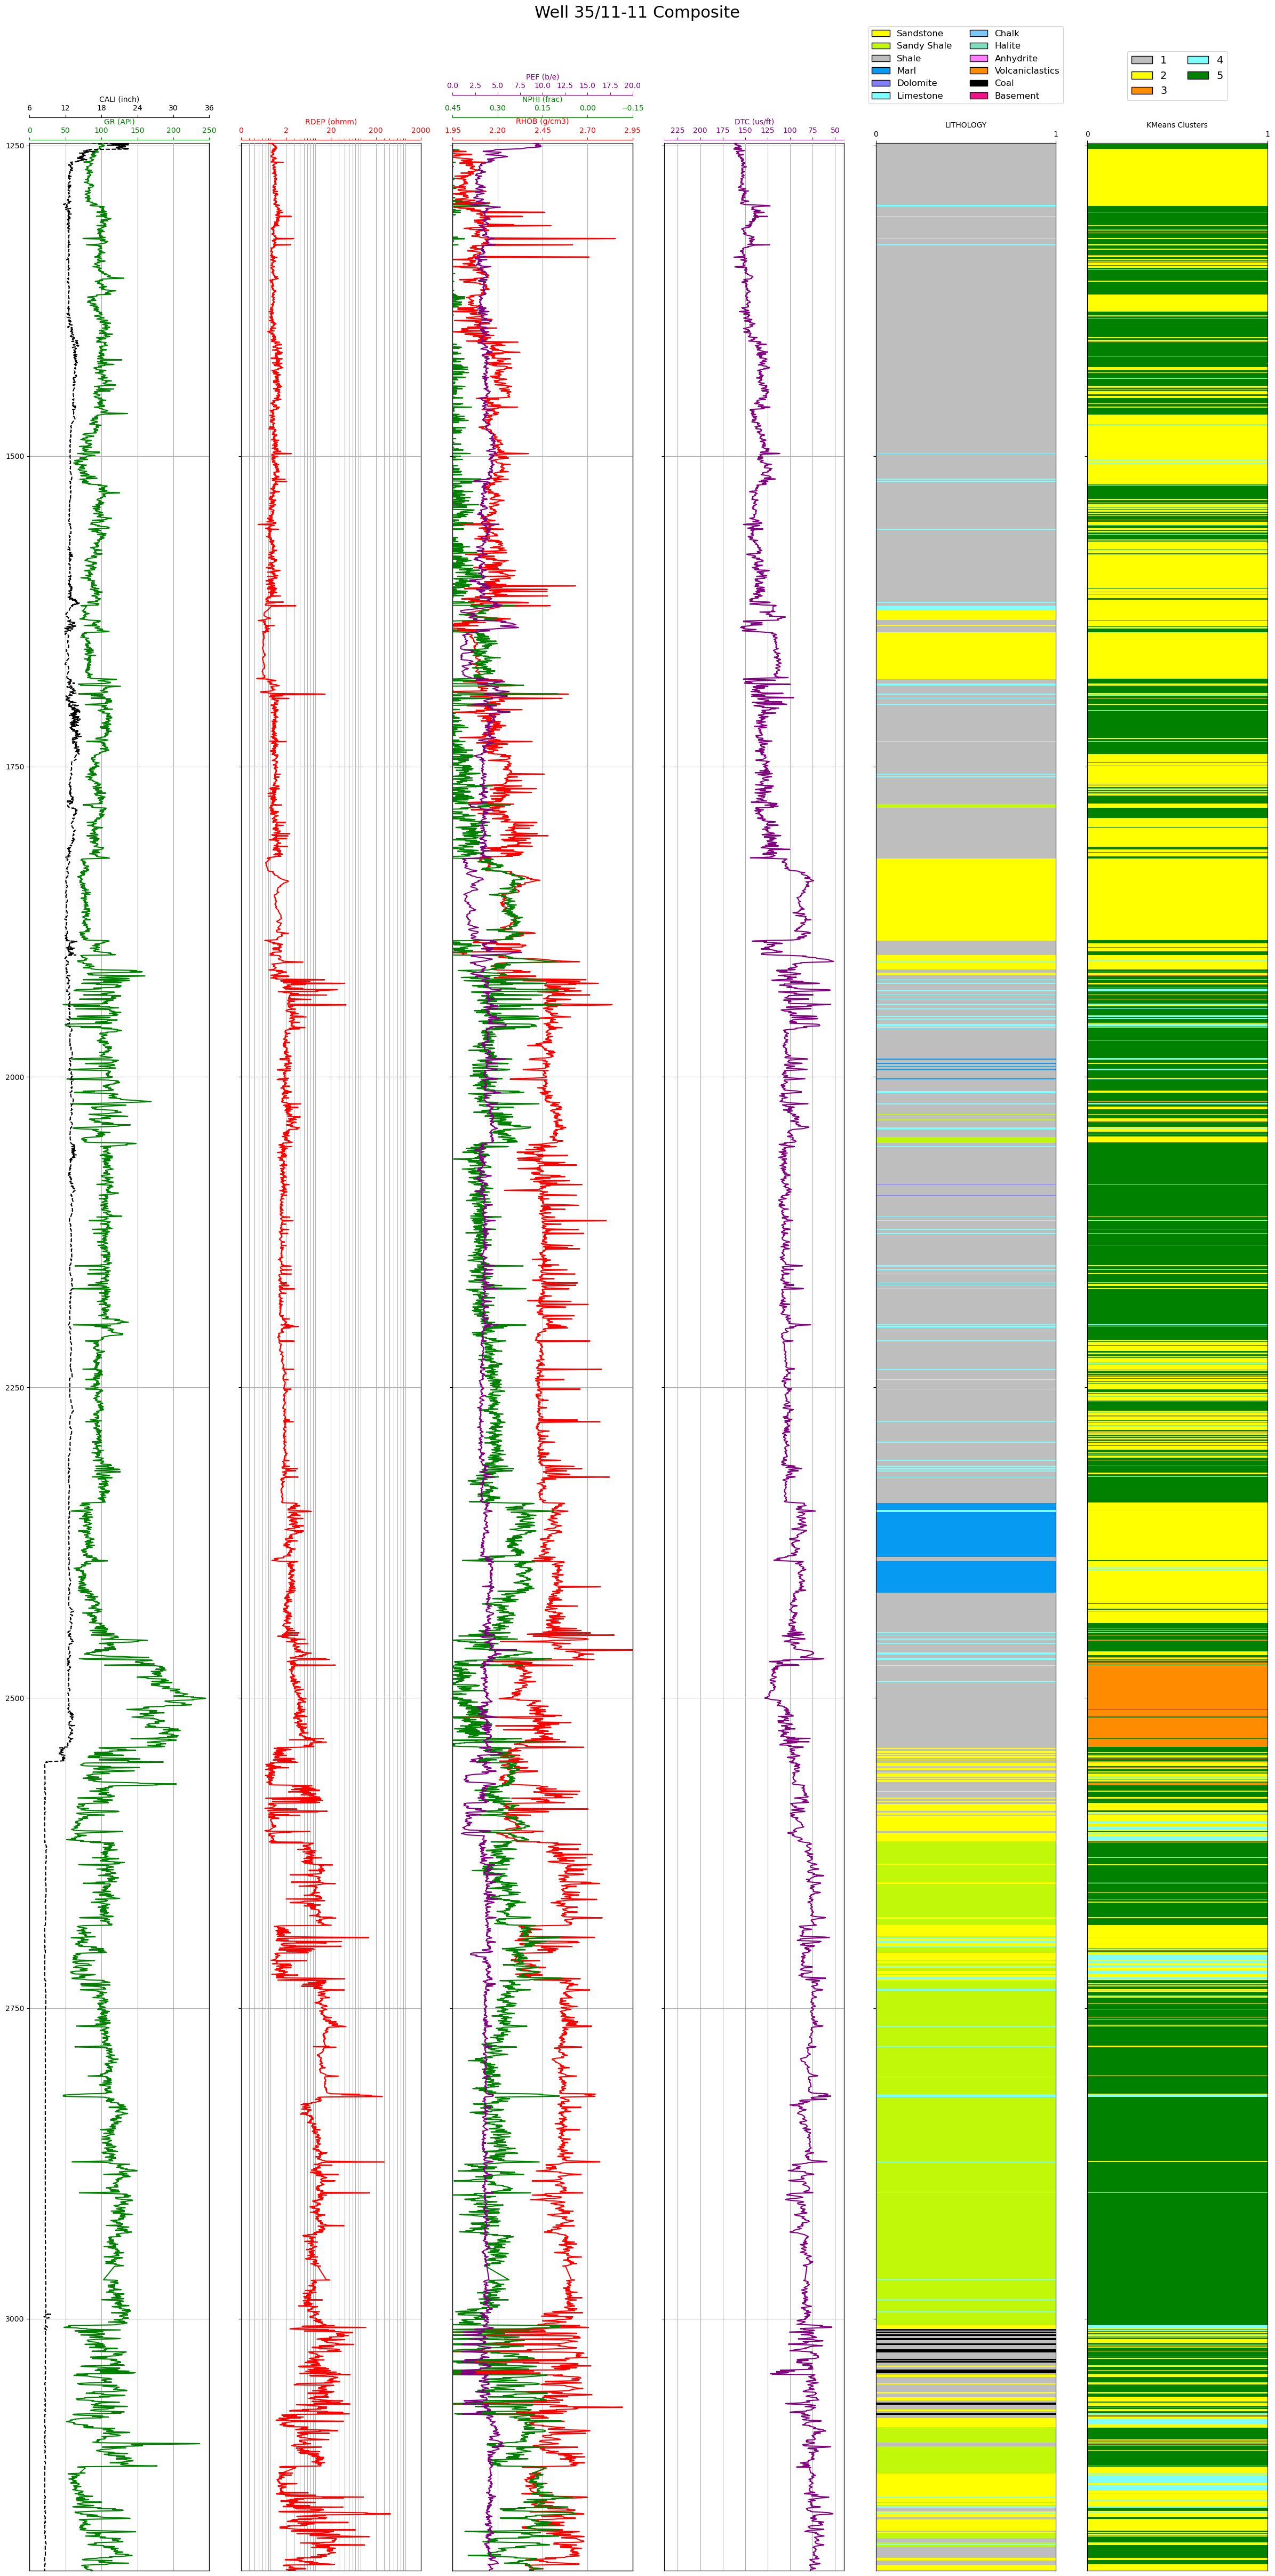 Well 35/11-11 Composite
Sandstone Chalk
Sandy Shale Halite
Shale Anhydrite
Marl Volcaniclastics
Dolomite Coal
Limestone Basement
1 4
2 5
3
PEF (b/e)
0.0 2.5 5.0 7.5 10.0 12.5 15.0 17.5 20.0
CALI (inch) NPHI (frac)
6 12 18 24 30 36 0.45 0.30 0.15 0.00 −0.15
GR (API) RDEP (ohmm) RHOB (g/cm3) DTC (us/ft) LITHOLOGY KMeans Clusters
0 50 100 150 200 250 0 2 20 200 2000 1.95 2.20 2.45 2.70 2.95 225 200 175 150 125 100 75 50 0 1 0 1
1250
1500
1750
2000
2250
2500
2750
3000